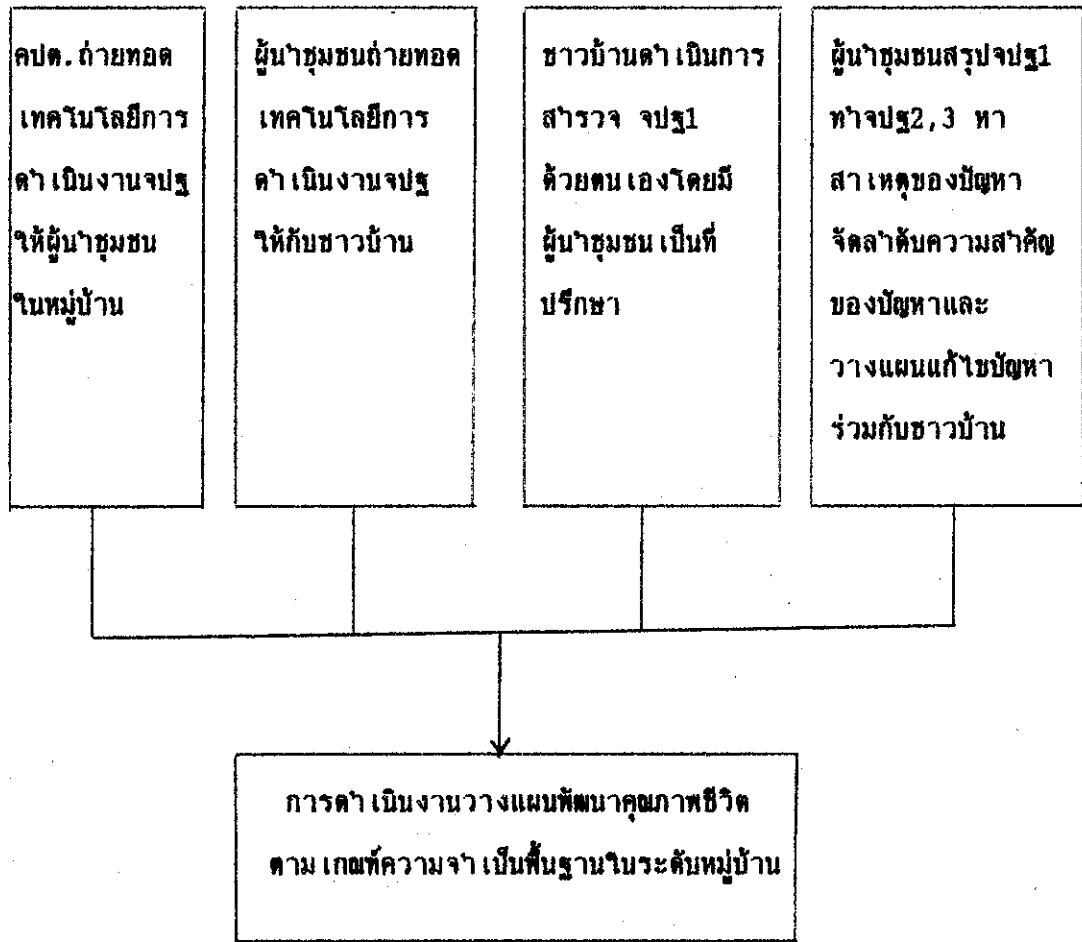 คปต.ถ่ายทอด
เทคโนโลยีการ
ดำเนินงานจปฐ
ให้ผู้นำชุมชน
ในหมู่บ้าน
ผู้นำชุมชนถ่ายทอด
เทคโนโลยีการ
ดำเนินงานจปฐ
ให้กับชาวบ้าน
ชาวบ้านดำเนินการ
สำรวจ จปฐ1
ด้วยตนเองโดยมี
ผู้นำชุมชนเป็นที่
ปรึกษา
ผู้นำชุมชนสรุปจปฐ1
ทำจปฐ2,3 หา
สาเหตุของปัญหา
จัดลำดับความสำคัญ
ของปัญหาและ
วางแผนแก้ไขปัญหา
ร่วมกับชาวบ้าน
การดำเนินงานวางแผนพัฒนาคุณภาพชีวิต
ตามเกณฑ์ความจำเป็นพื้นฐานในระดับหมู่บ้าน